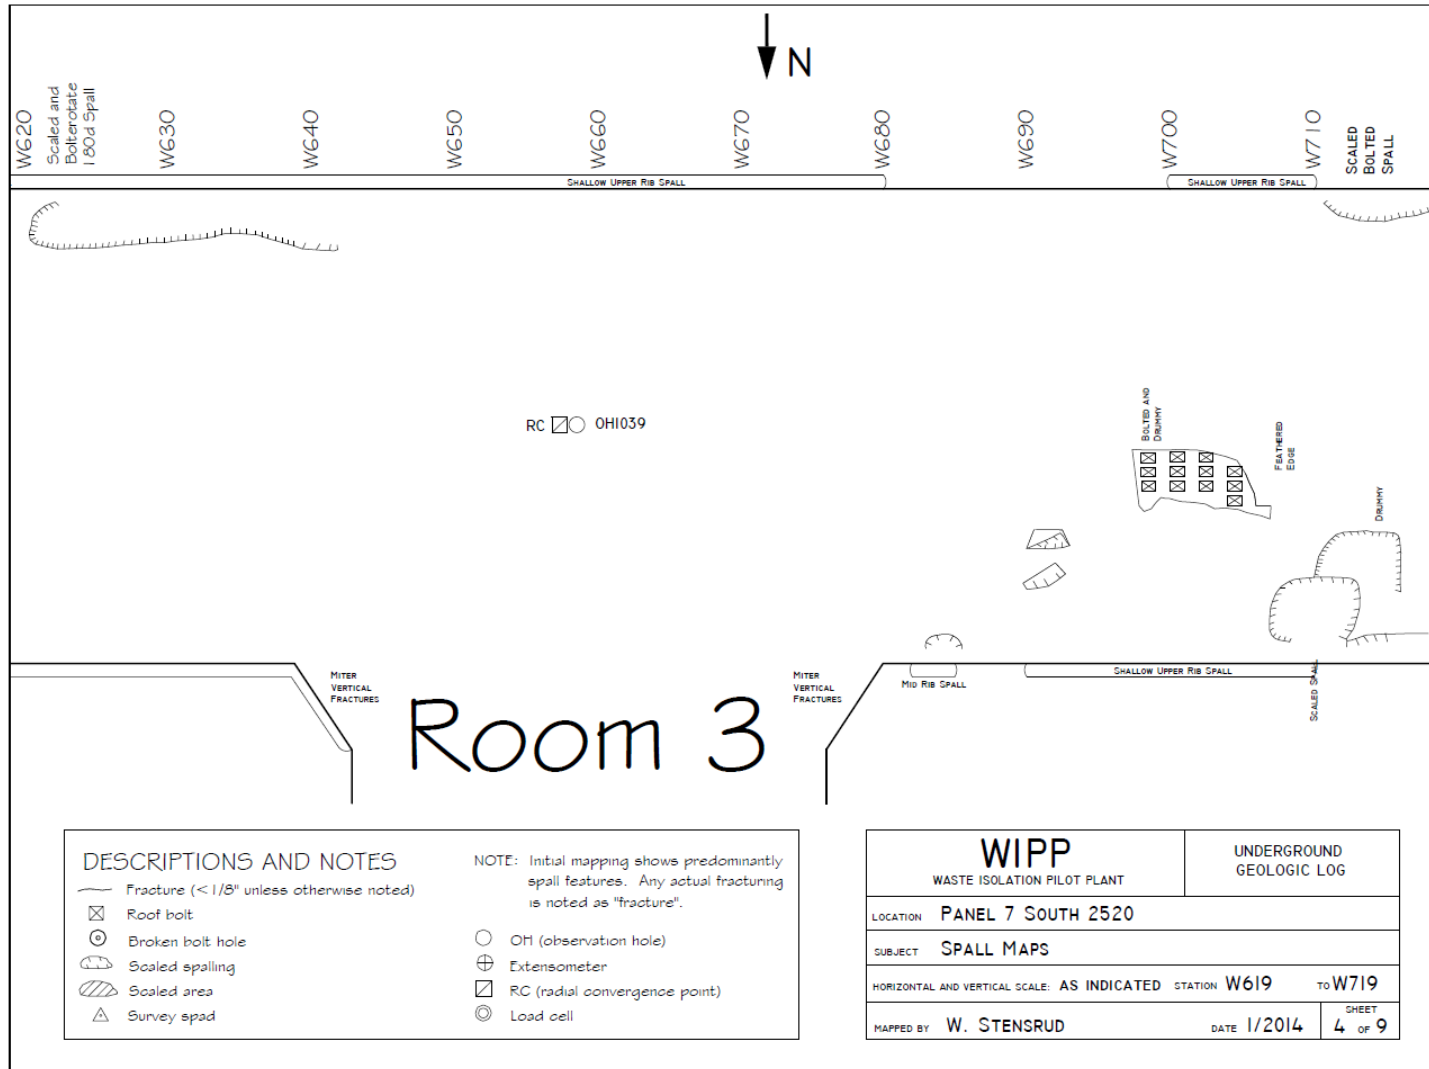 N
W620
Scaled and
Bolterotate
180d Spall
W630
W640
W650
W660
W670
W680
W690
W700
W710
SCALED
BOLTED
SPALL
SHALLOW UPPER RIB SPALL
SHALLOW UPPER RIB SPALL
RC
OH1039
BOLTED AND
DRUMMY
FEATHERED
EDGE
DRUMMY
MITER
VERTICAL
FRACTURES
MITER
VERTICAL
FRACTURES
MID RIB SPALL
SHALLOW UPPER RIB SPALL
SCALED SPALL
Room 3
DESCRIPTIONS AND NOTES
Fracture (< 1/8" unless otherwise noted)
Roof bolt
Broken bolt hole
Scaled spalling
Scaled area
Survey spad
NOTE: Initial mapping shows predominantly
spall features. Any actual fracturing
is noted as "fracture".
OH (observation hole)
Extensometer
RC (radial convergence point)
Load cell
WIPP
WASTE ISOLATION PILOT PLANT
UNDERGROUND
GEOLOGIC LOG
LOCATION PANEL 7 SOUTH 2520
SUBJECT SPALL MAPS
HORIZONTAL AND VERTICAL SCALE: AS INDICATED STATION W619 TO W719
MAPPED BY W. STENSRUD DATE 1/2014
SHEET
4 OF 9